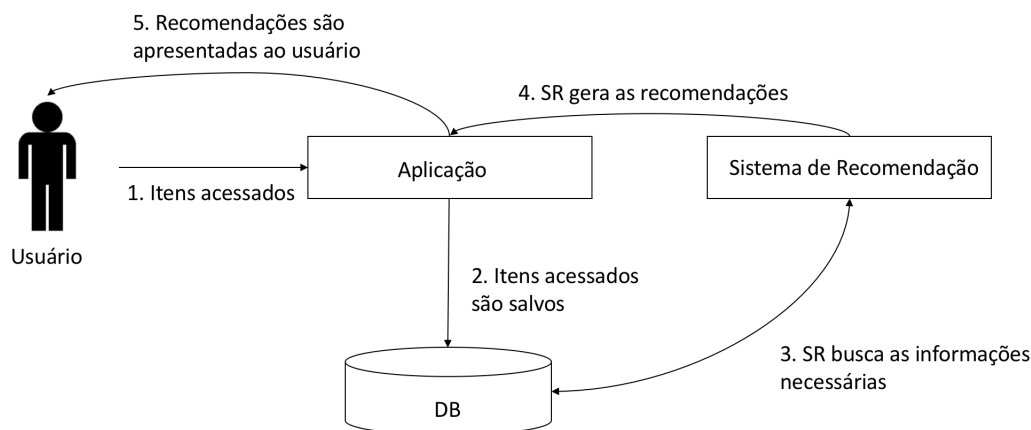 5. Recomendações são
apresentadas ao usuário
4. SR gera as recomendações
Aplicação
Sistema de Recomendação
1. Itens acessados
Usuário
2. Itens acessados
são salvos
3. SR busca as informações
necessárias
DB